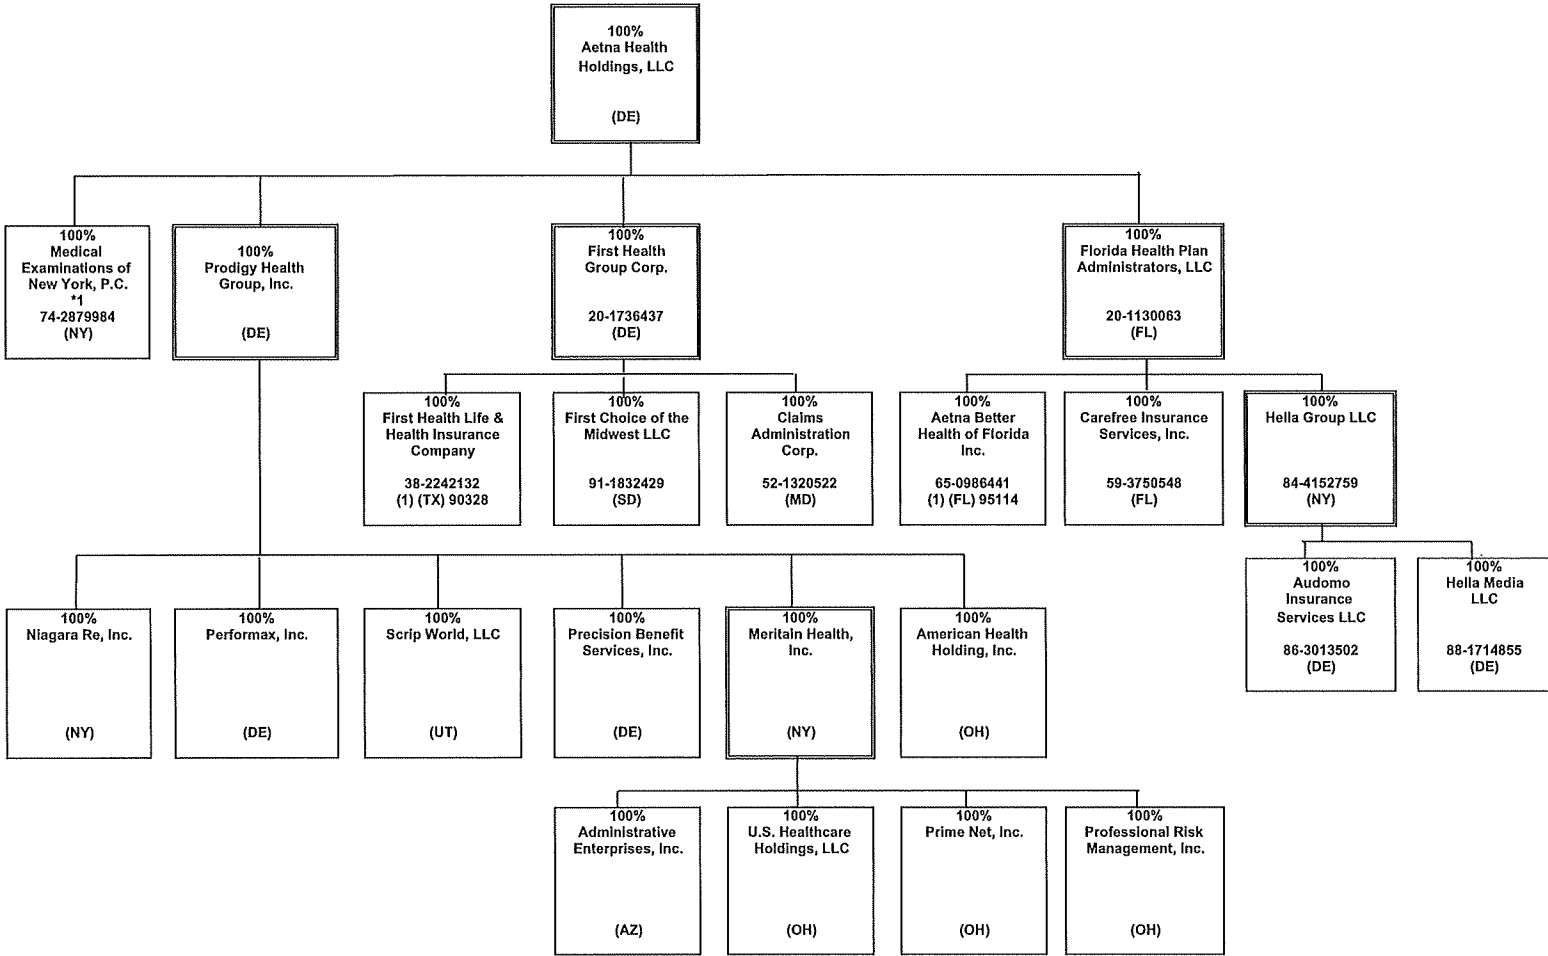 100%
Aetna Health
Holdings, LLC
(DE)
100%
Medical
Examinations of
New York, P.C.
*1
74-2879984
(NY)
100%
Prodigy Health
Group, Inc.
(DE)
100%
First Health
Group Corp.
20-1736437
(DE)
100%
Florida Health Plan
Administrators, LLC
20-1130063
(FL)
100%
First Health Life &
Health Insurance
Company
38-2242132
(1) (TX) 90328
100%
First Choice of the
Midwest LLC
91-1832429
(SD)
100%
Claims
Administration
Corp.
52-1320522
(MD)
100%
Aetna Better
Health of Florida
Inc.
65-0986441
(1) (FL) 95114
100%
Carefree Insurance
Services, Inc.
59-3750548
(FL)
100%
Hella Group LLC
84-4152759
(NY)
100%
Audomo
Insurance
Services LLC
86-3013502
(DE)
100%
Hella Media
LLC
88-1714855
(DE)
100%
Niagara Re, Inc.
(NY)
100%
Performax, Inc.
(DE)
100%
Scrip World, LLC
(UT)
100%
Precision Benefit
Services, Inc.
(DE)
100%
Meritain Health,
Inc.
(NY)
100%
American Health
Holding, Inc.
(OH)
100%
Administrative
Enterprises, Inc.
(AZ)
100%
U.S. Healthcare
Holdings, LLC
(OH)
100%
Prime Net, Inc.
(OH)
100%
Professional Risk
Management, Inc.
(OH)